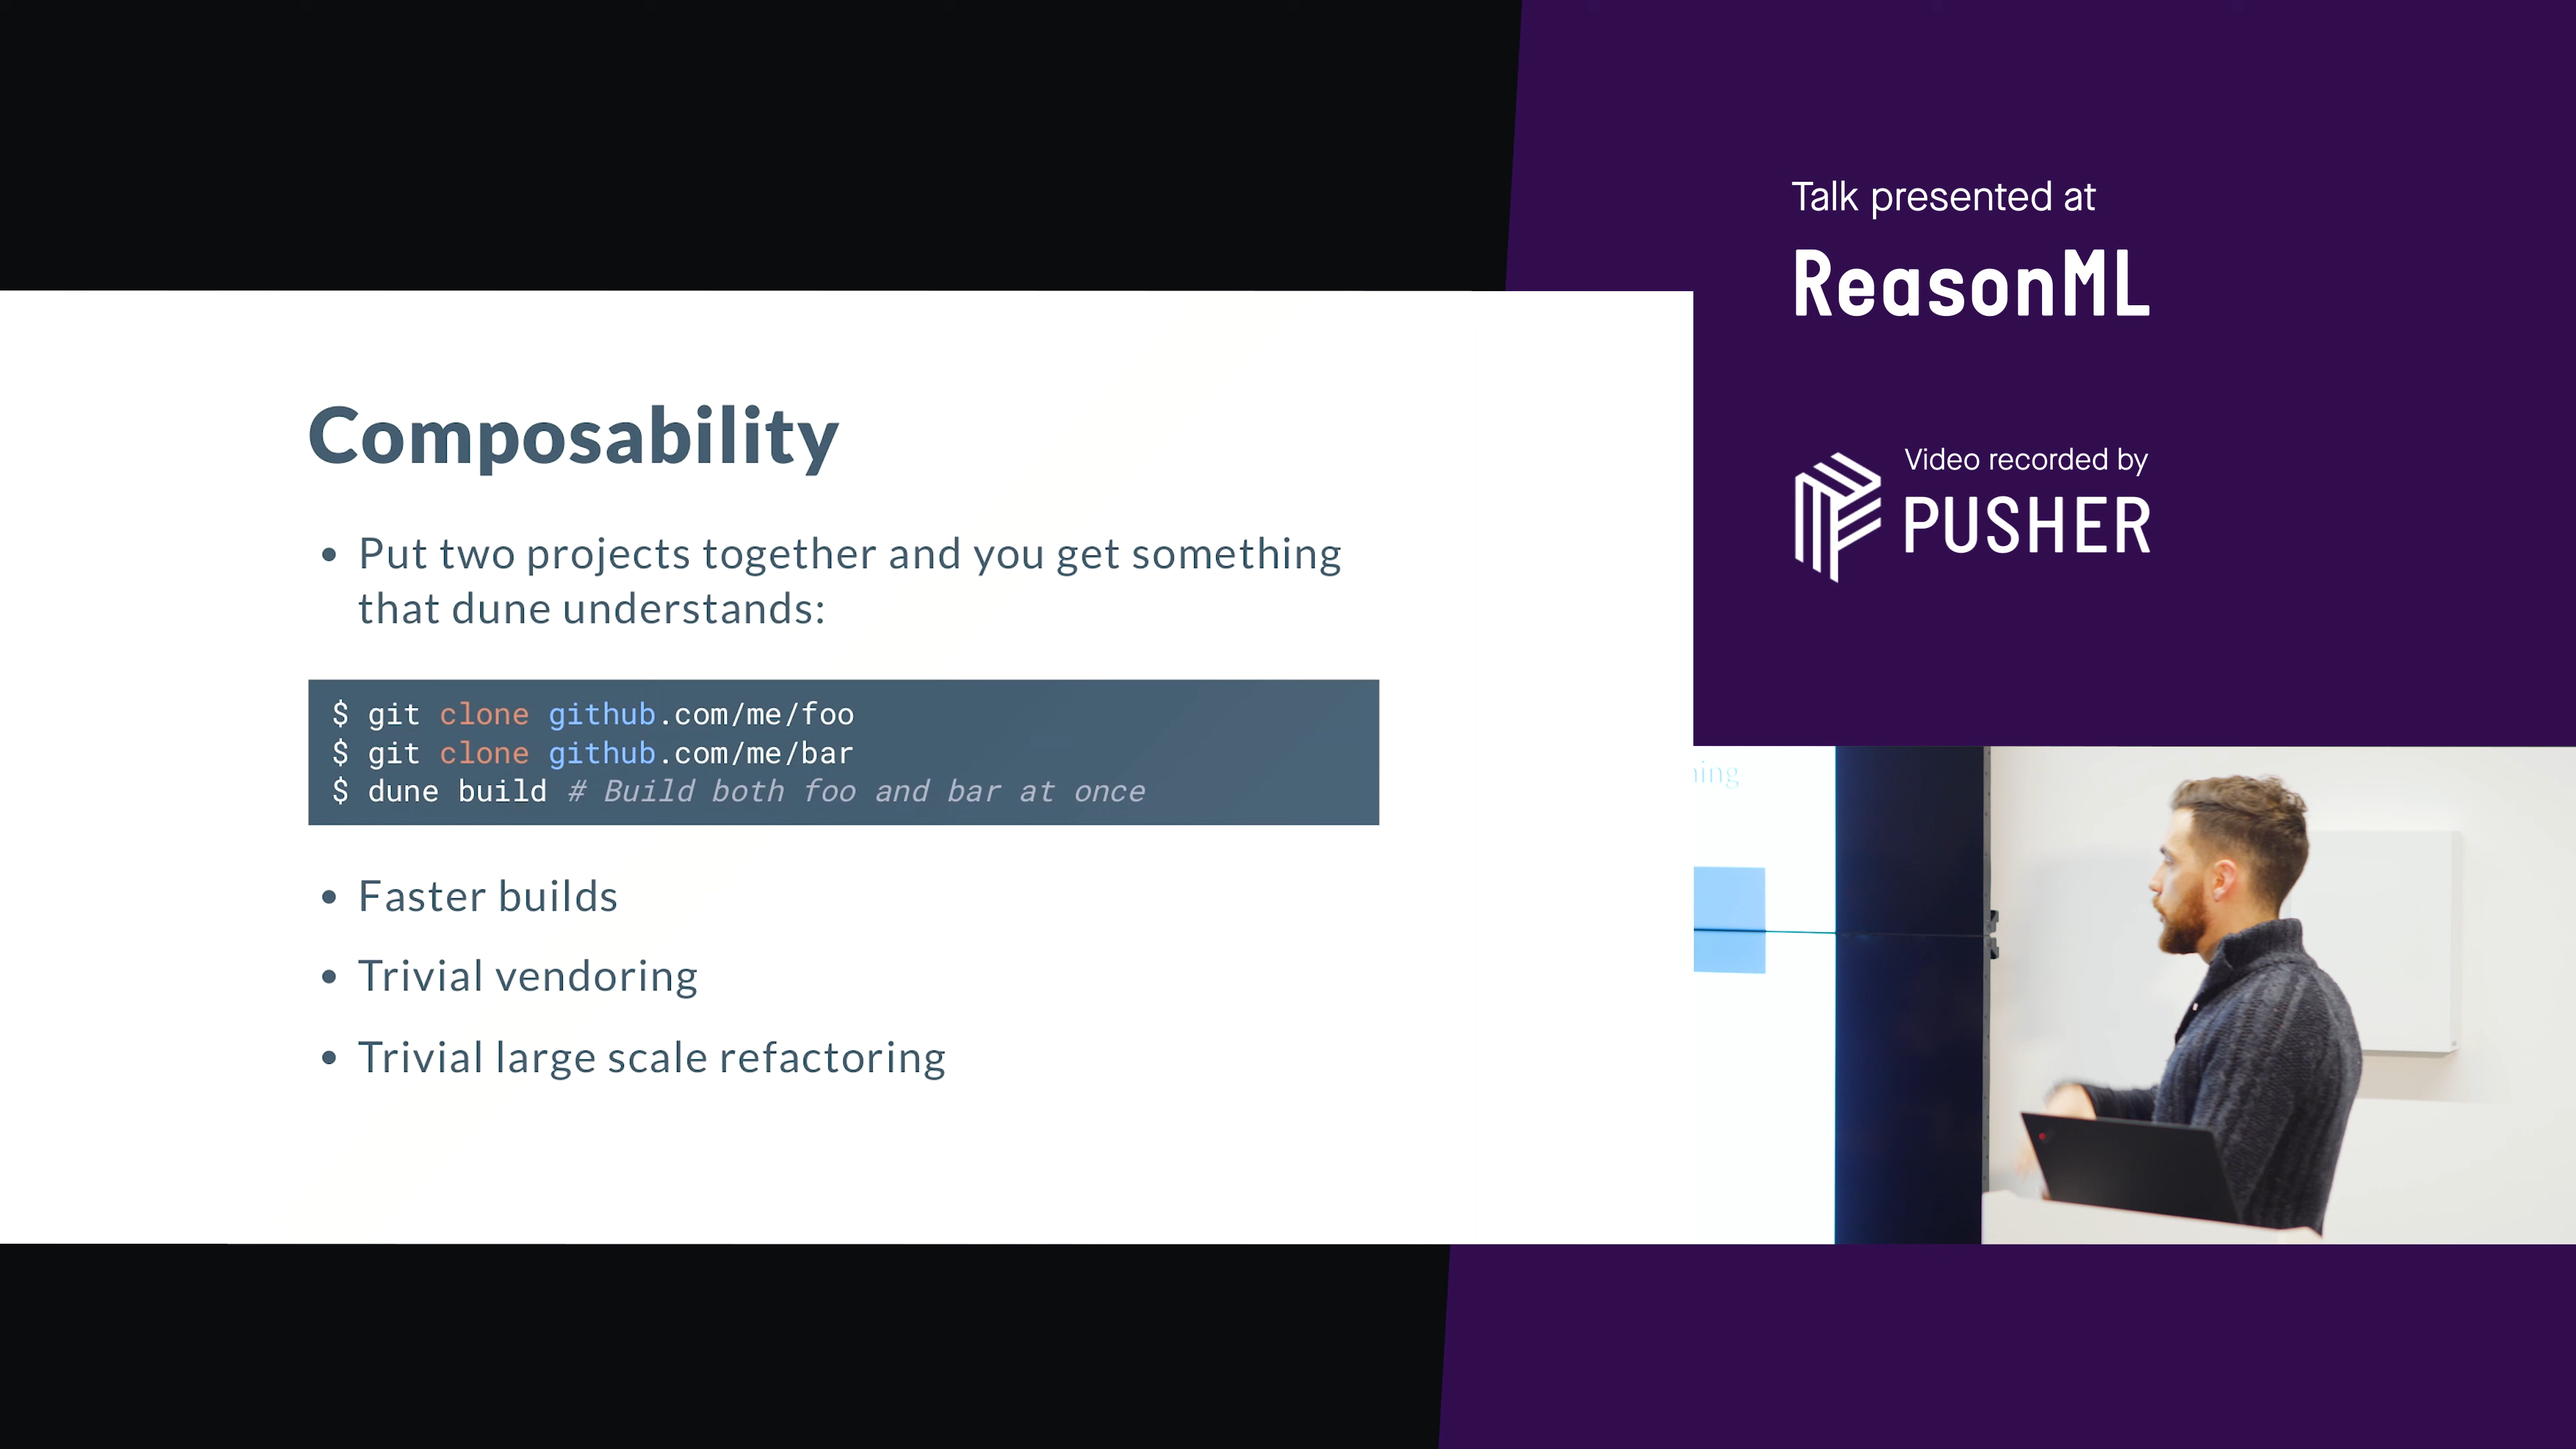 Talk presented at
ReasonML
Video recorded by
PUSHER
Composability
• Put two projects together and you get something
that dune understands:
$ git clone github.com/me/foo
$ git clone github.com/me/bar
$ dune build # Build both foo and bar at once
• Faster builds
• Trivial vendoring
• Trivial large scale refactoring